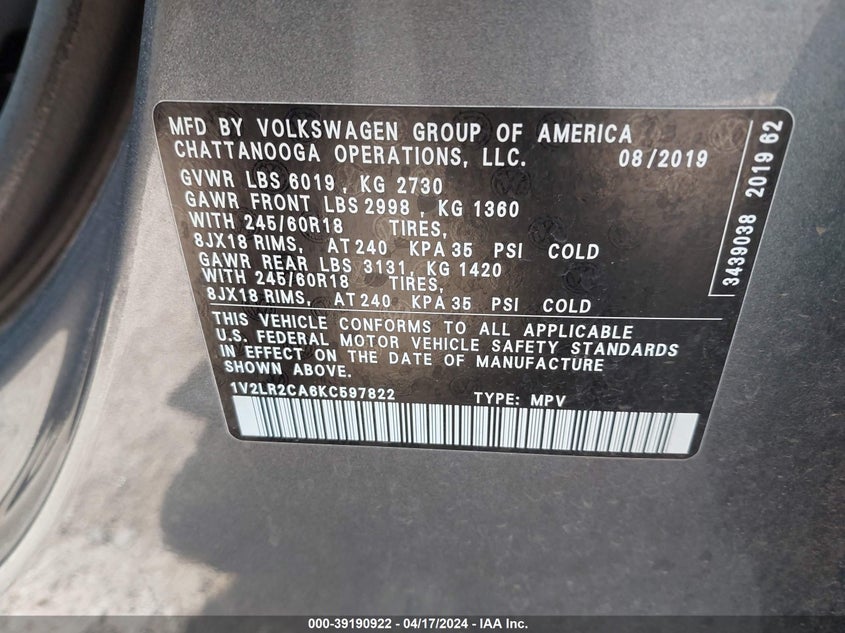 MFD BY VOLKSWAGEN GROUP OF AMERICA
CHATTANOOGA OPERATIONS, LLC. 08/2019
GVWR LBS 6019 , KG 2730
GAWR FRONT LBS 2998 , KG 1360
WITH 245/60R18 TIRES,
8JX18 RIMS, AT 240 KPA 35 PSI COLD
GAWR REAR LBS 3131, KG 1420
WITH 245/60R18 TIRES,
8JX18 RIMS, AT 240 KPA 35 PSI COLD
THIS VEHICLE CONFORMS TO ALL APPLICABLE
U.S. FEDERAL MOTOR VEHICLE SAFETY STANDARDS
IN EFFECT ON THE DATE OF MANUFACTURE
SHOWN ABOVE.
1V2LR2CA6KC597822 TYPE: MPV
3439038 2019 62
000-39190922 - 04/17/2024 - IAA Inc.